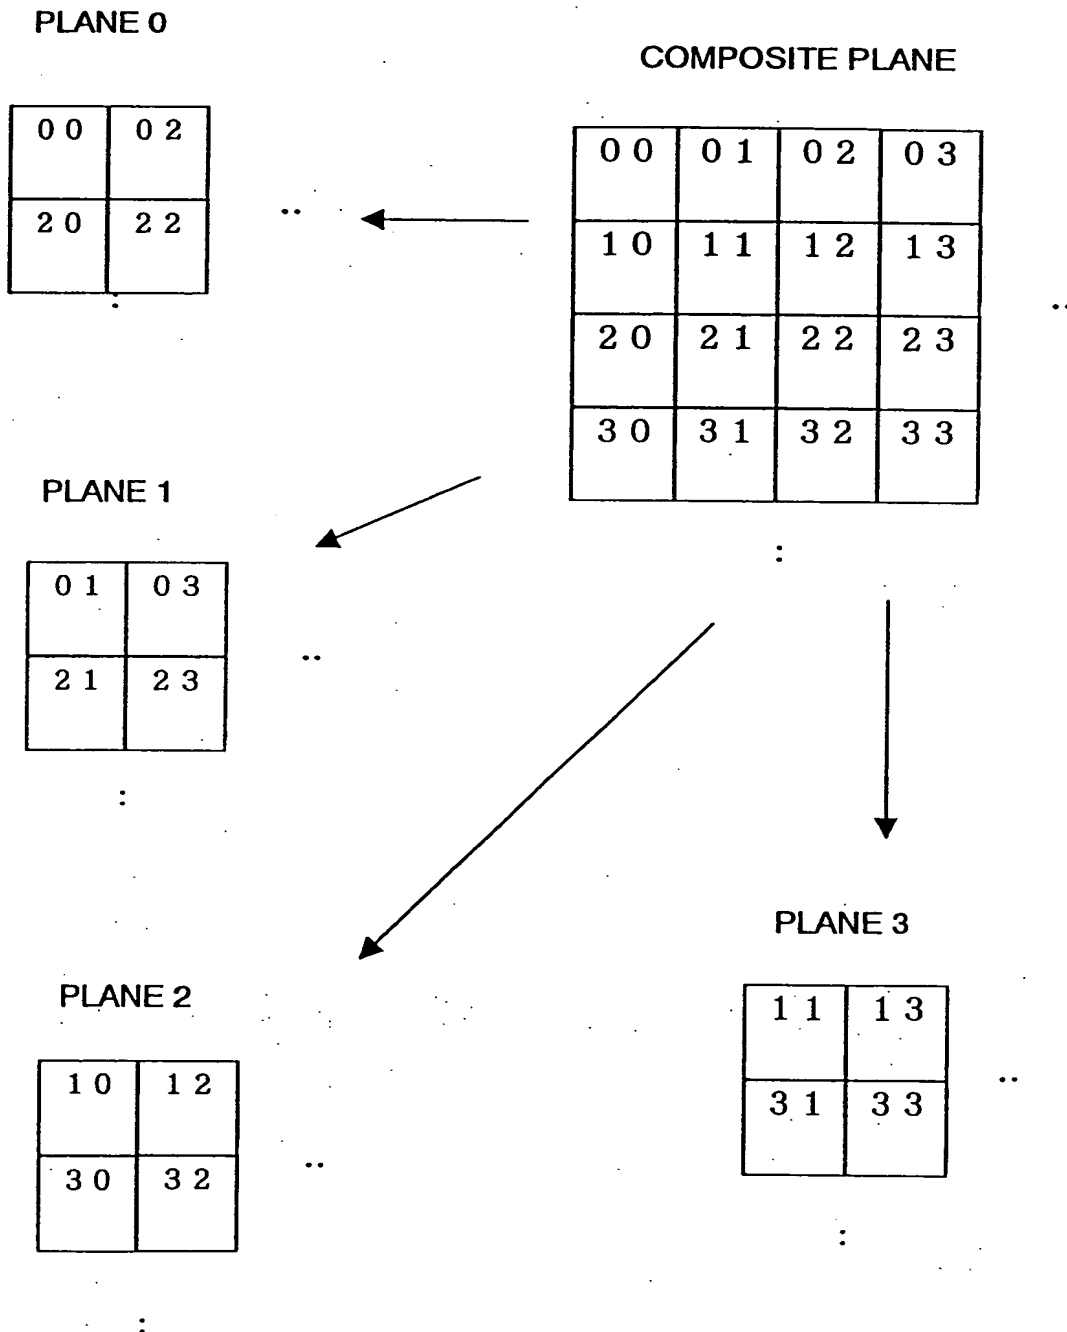 PLANE 0
0 0 0 2
2 0 2 2
..
:
COMPOSITE PLANE
0 0 0 1 0 2 0 3
1 0 1 1 1 2 1 3
2 0 2 1 2 2 2 3
3 0 3 1 3 2 3 3
..
:
PLANE 1
0 1 0 3
2 1 2 3
..
:
PLANE 2
1 0 1 2
3 0 3 2
..
:
PLANE 3
1 1 1 3
3 1 3 3
..
: